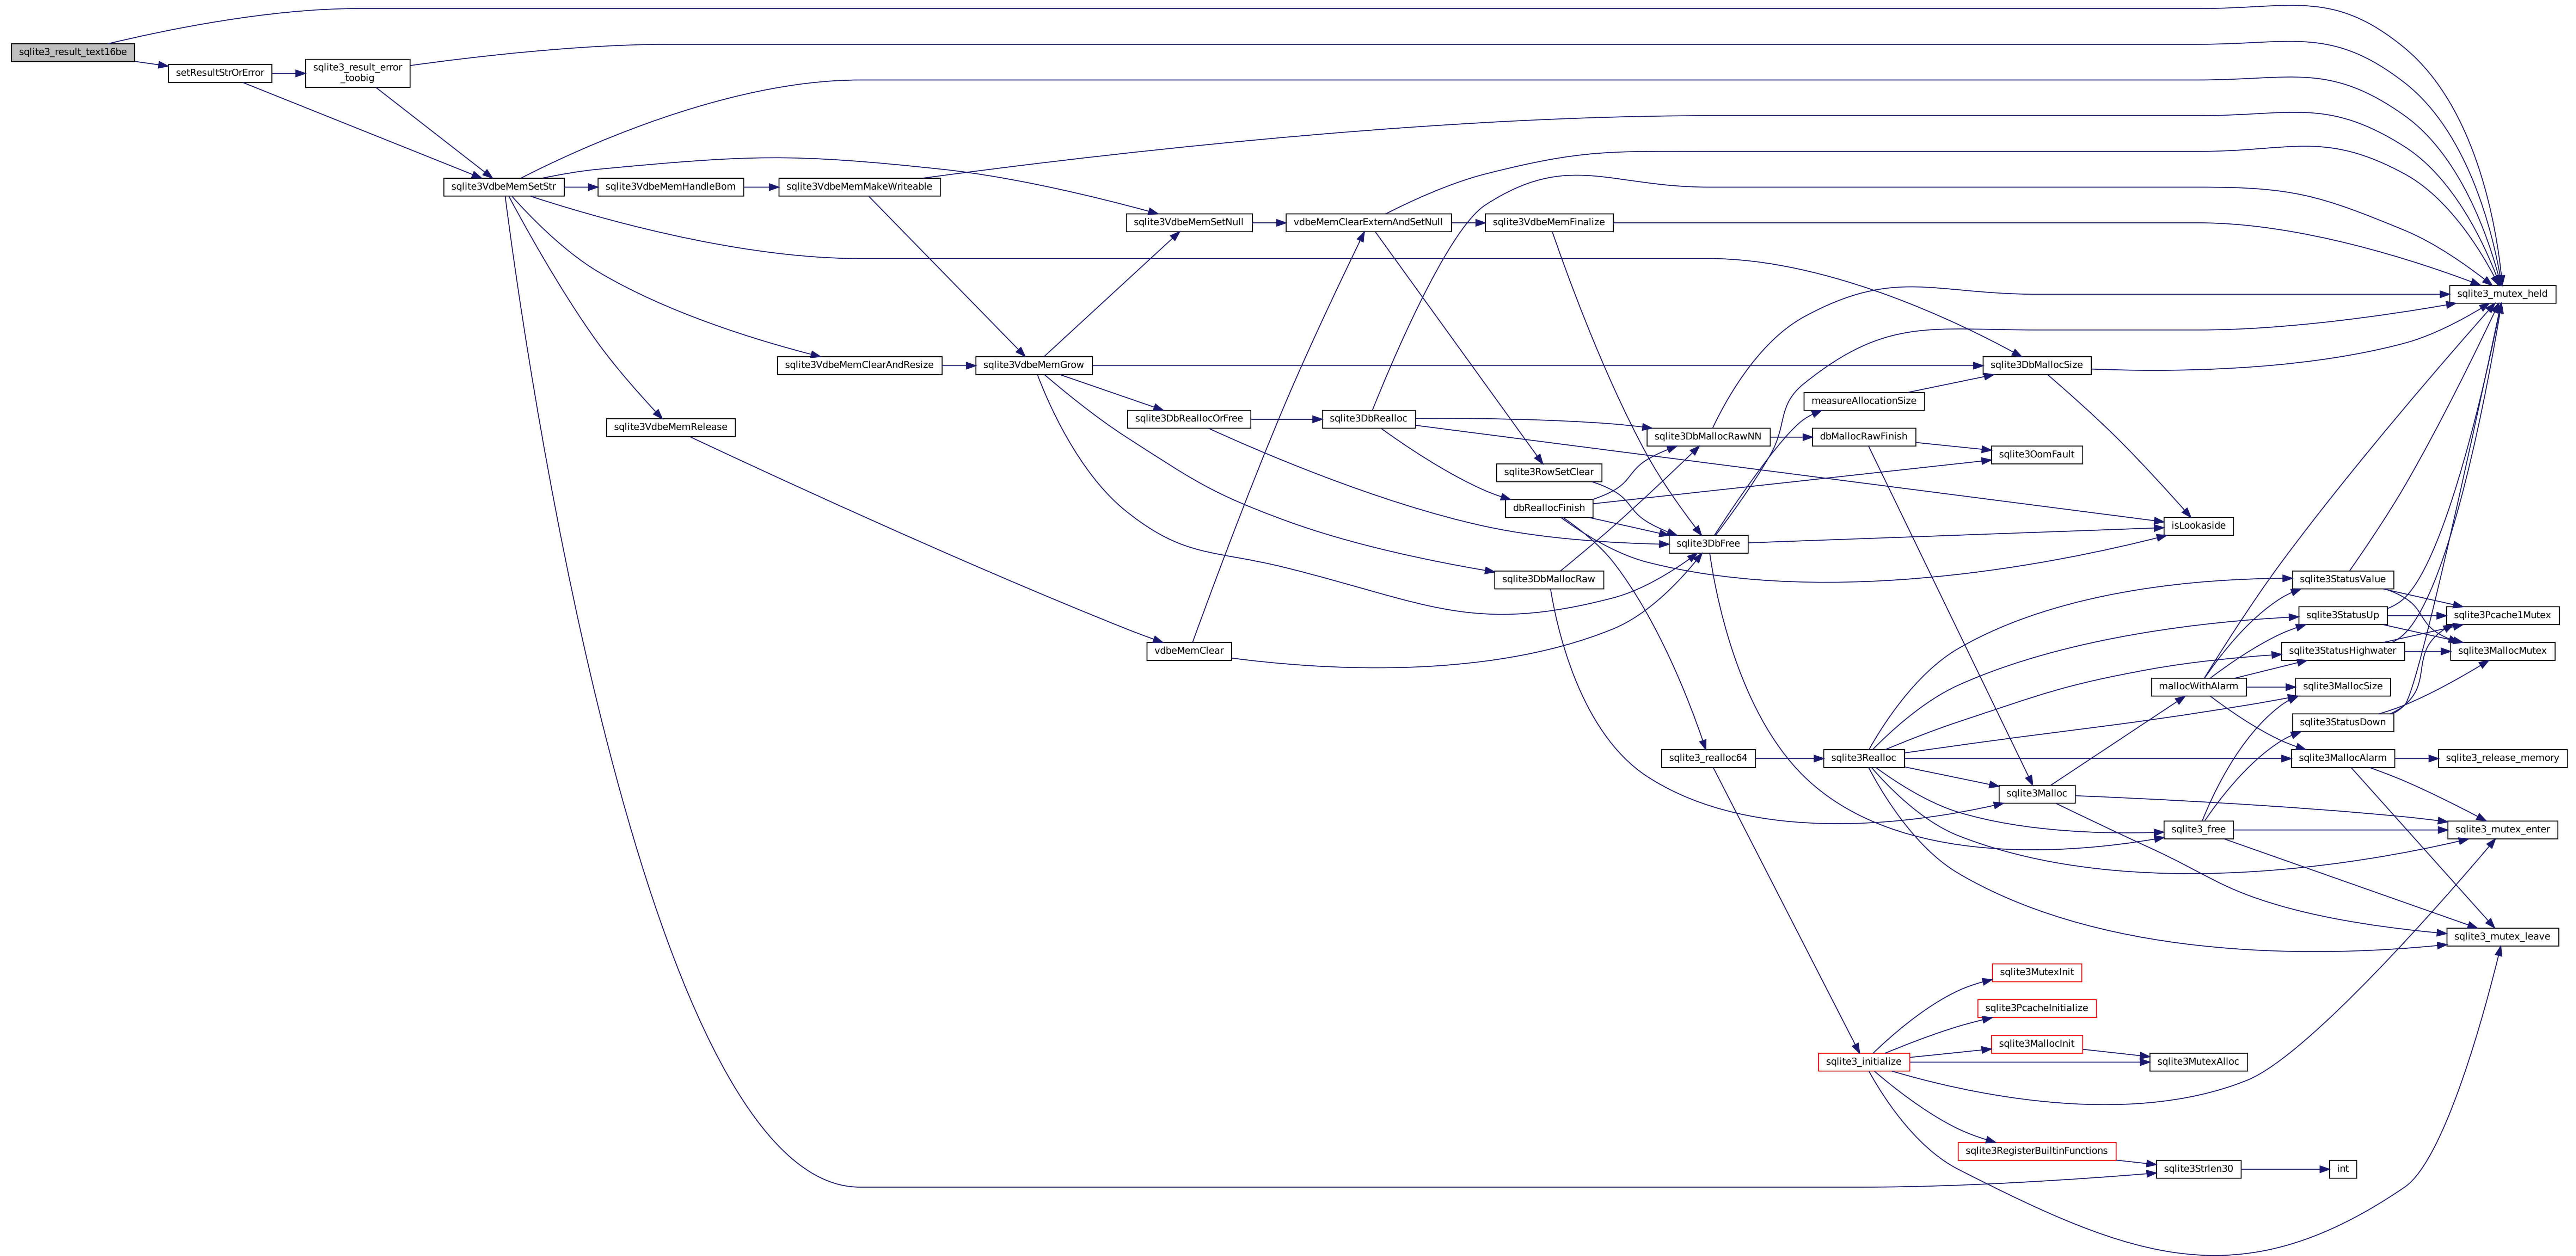 sqlite3_result_text16be
setResultStrOrError
sqlite3_result_error
_toobig
sqlite3VdbeMemSetStr
sqlite3VdbeMemHandleBom
sqlite3VdbeMemMakeWriteable
sqlite3VdbeMemSetNull
vdbeMemClearExternAndSetNull
sqlite3VdbeMemFinalize
sqlite3_mutex_held
sqlite3VdbeMemClearAndResize
sqlite3VdbeMemGrow
sqlite3DbMallocSize
measureAllocationSize
sqlite3VdbeMemRelease
sqlite3DbReallocOrFree
sqlite3DbRealloc
sqlite3DbMallocRawNN
dbMallocRawFinish
sqlite3OomFault
sqlite3RowSetClear
dbReallocFinish
isLookaside
sqlite3DbFree
sqlite3DbMallocRaw
sqlite3StatusValue
sqlite3StatusUp
sqlite3Pcache1Mutex
vdbeMemClear
sqlite3StatusHighwater
sqlite3MallocMutex
mallocWithAlarm
sqlite3MallocSize
sqlite3StatusDown
sqlite3_realloc64
sqlite3Realloc
sqlite3MallocAlarm
sqlite3_release_memory
sqlite3Malloc
sqlite3_free
sqlite3_mutex_enter
sqlite3_mutex_leave
sqlite3MutexInit
sqlite3PcacheInitialize
sqlite3MallocInit
sqlite3_initialize
sqlite3MutexAlloc
sqlite3RegisterBuiltinFunctions
sqlite3Strlen30
int